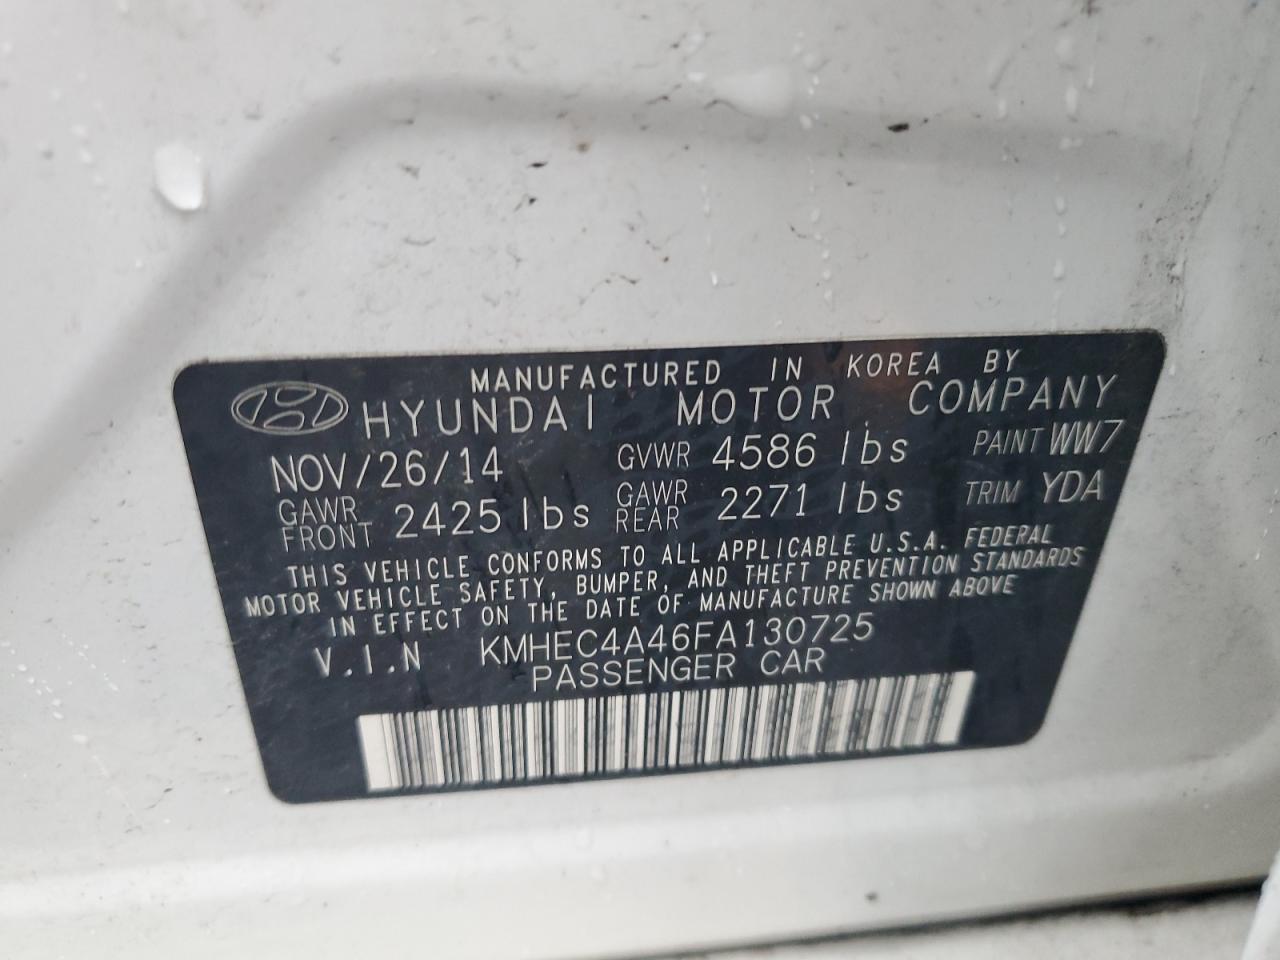 MANUFACTURED IN KOREA BY
HYUNDAI MOTOR COMPANY
NOV/26/14 GVWR 4586 lbs PAINT WW7
GAWR FRONT 2425 lbs GAWR REAR 2271 lbs TRIM YDA
THIS VEHICLE CONFORMS TO ALL APPLICABLE U.S.A. FEDERAL
MOTOR VEHICLE SAFETY, BUMPER, AND THEFT PREVENTION STANDARDS
IN EFFECT ON THE DATE OF MANUFACTURE SHOWN ABOVE
V.I.N KMHEC4A46FA130725
PASSENGER CAR